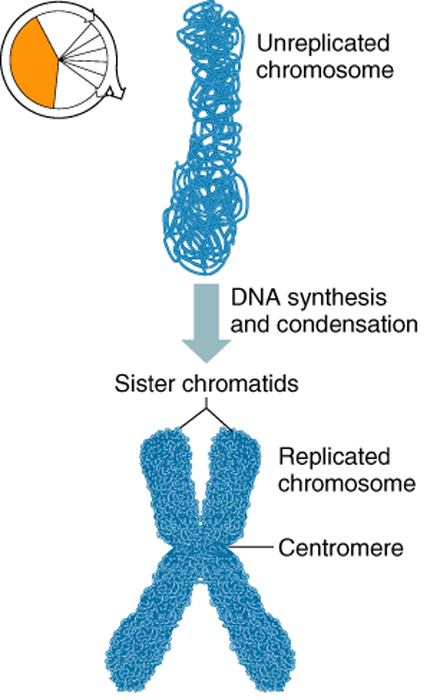 Unreplicated
chromosome
DNA synthesis
and condensation
Sister chromatids
Replicated
chromosome
Centromere